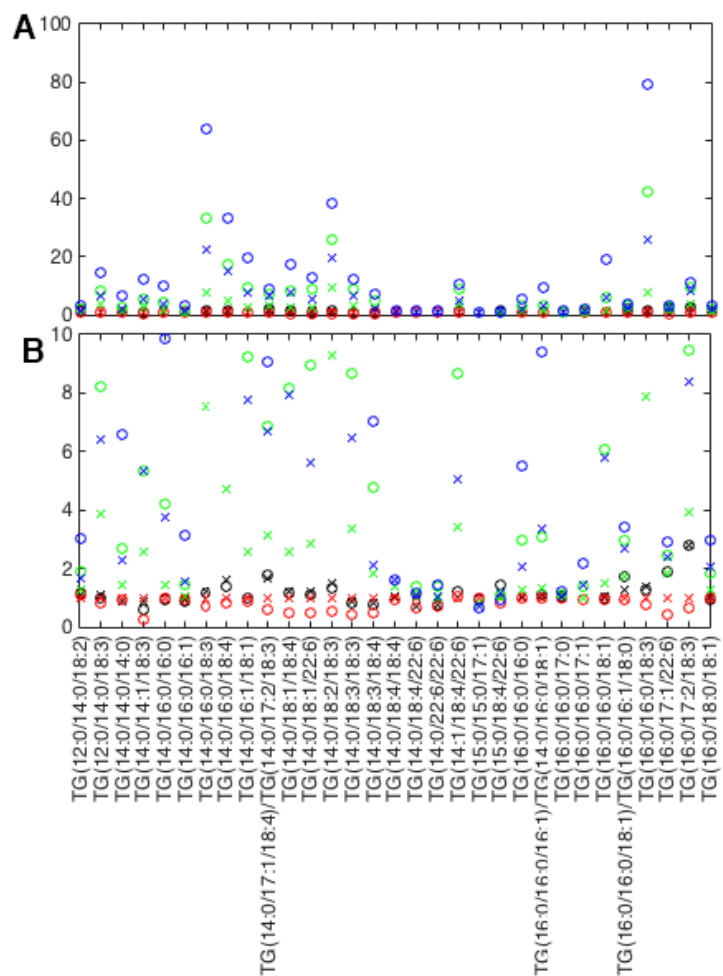 A
100
80
60
40
20
0
B
10
8
6
4
2
0
TG(12:0/14:0/18:2)
TG(12:0/14:0/18:3)
TG(14:0/14:0/14:0)
TG(14:0/14:1/18:3)
TG(14:0/16:0/16:0)
TG(14:0/16:0/16:1)
TG(14:0/16:0/18:3)
TG(14:0/16:0/18:4)
TG(14:0/16:1/18:1)
TG(14:0/17:1/18:4)/TG(14:0/17:2/18:3)
TG(14:0/18:1/18:4)
TG(14:0/18:1/22:6)
TG(14:0/18:2/18:3)
TG(14:0/18:3/18:3)
TG(14:0/18:3/18:4)
TG(14:0/18:4/18:4)
TG(14:0/18:4/22:6)
TG(14:0/22:6/22:6)
TG(14:1/18:4/22:6)
TG(15:0/15:0/17:1)
TG(15:0/18:4/22:6)
TG(16:0/16:0/16:0)
TG(16:0/16:0/16:1)/TG(14:0/16:0/18:1)
TG(16:0/16:0/17:0)
TG(16:0/16:0/17:1)
TG(16:0/16:0/18:1)
TG(16:0/16:0/18:1)/TG(16:0/16:1/18:0)
TG(16:0/16:0/18:3)
TG(16:0/17:1/22:6)
TG(16:0/17:2/18:3)
TG(16:0/18:0/18:1)